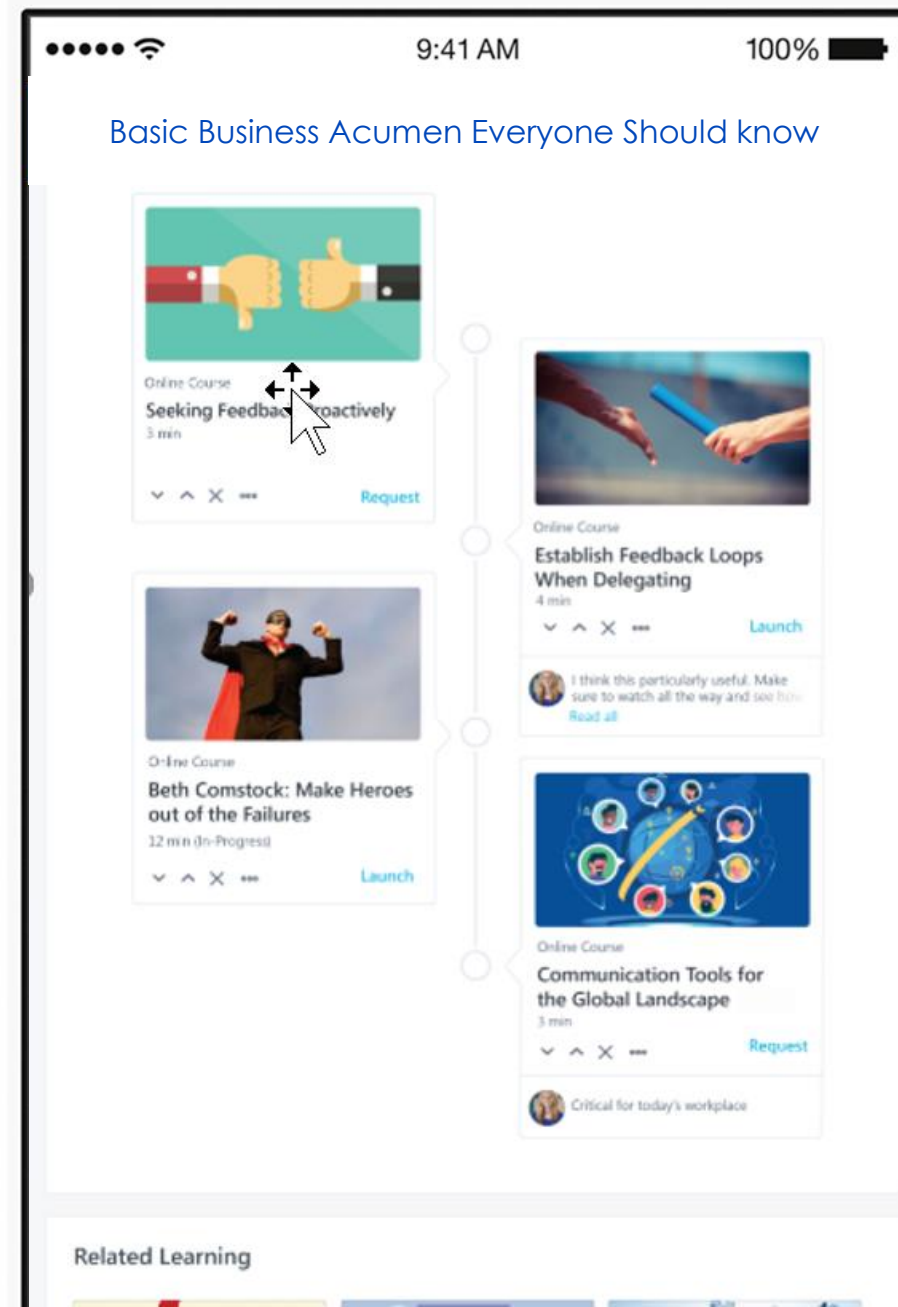 9:41 AM
100%
Basic Business Acumen Everyone Should know
Online Course
Seeking Feedback Proactively
3 min
Request
Online Course
Establish Feedback Loops
When Delegating
4 min
Launch
I think this particularly useful. Make
sure to watch all the way and see how
Read all
Online Course
Beth Comstock: Make Heroes
out of the Failures
12 min (In-Progress)
Launch
Online Course
Communication Tools for
the Global Landscape
3 min
Request
Critical for today's workplace
Related Learning